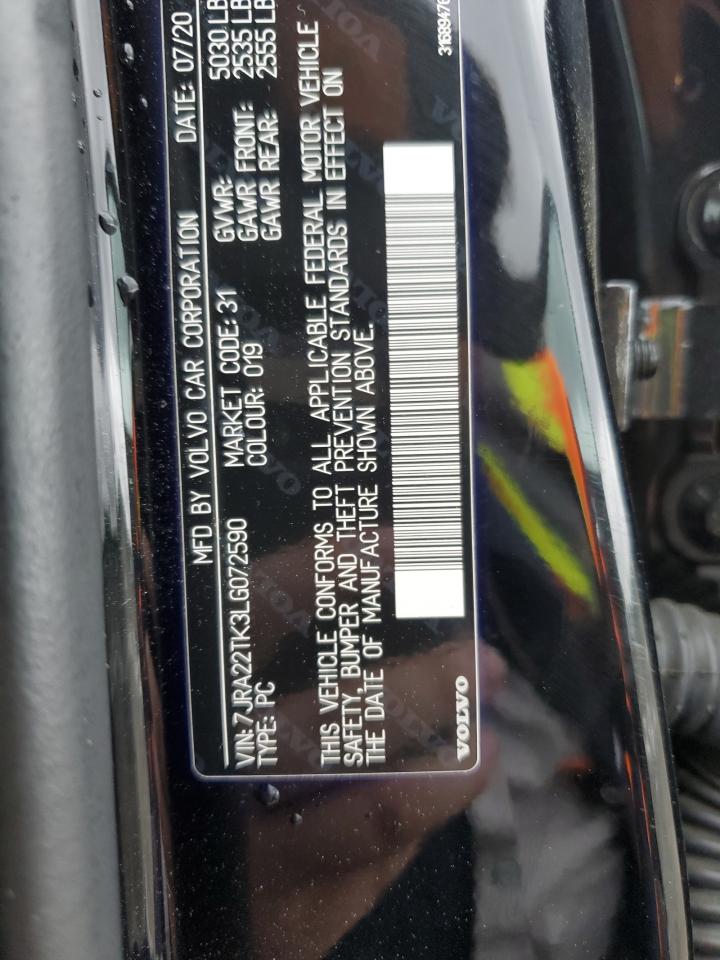 MFD BY VOLVO CAR CORPORATION DATE: 07/20
VIN: 7JRA22TK3LG072590 MARKET CODE: 31 GVWR: 5030 LB
TYPE: PC COLOUR: 019 GAWR FRONT: 2535 LB
GAWR REAR: 2555 LB
THIS VEHICLE CONFORMS TO ALL APPLICABLE FEDERAL MOTOR VEHICLE
SAFETY, BUMPER AND THEFT PREVENTION STANDARDS IN EFFECT ON
THE DATE OF MANUFACTURE SHOWN ABOVE.
VOLVO